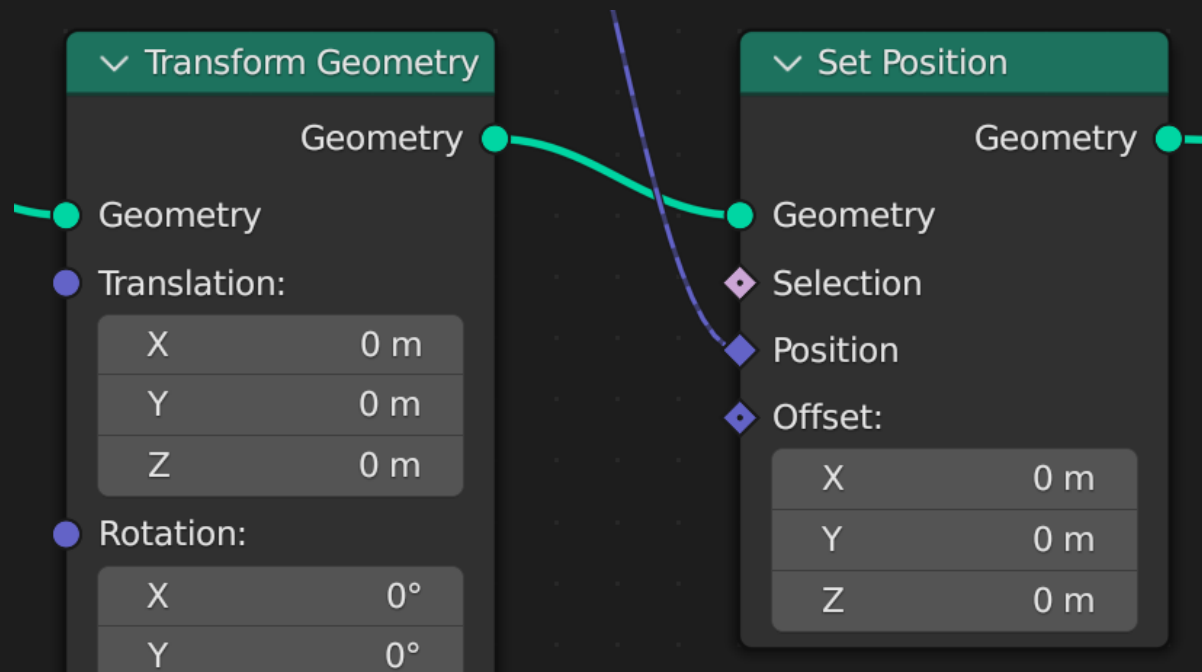 Transform Geometry
Geometry
Geometry
Translation:
X 0 m
Y 0 m
Z 0 m
Rotation:
X 0°
Y 0°
Set Position
Geometry
Geometry
Selection
Position
Offset:
X 0 m
Y 0 m
Z 0 m